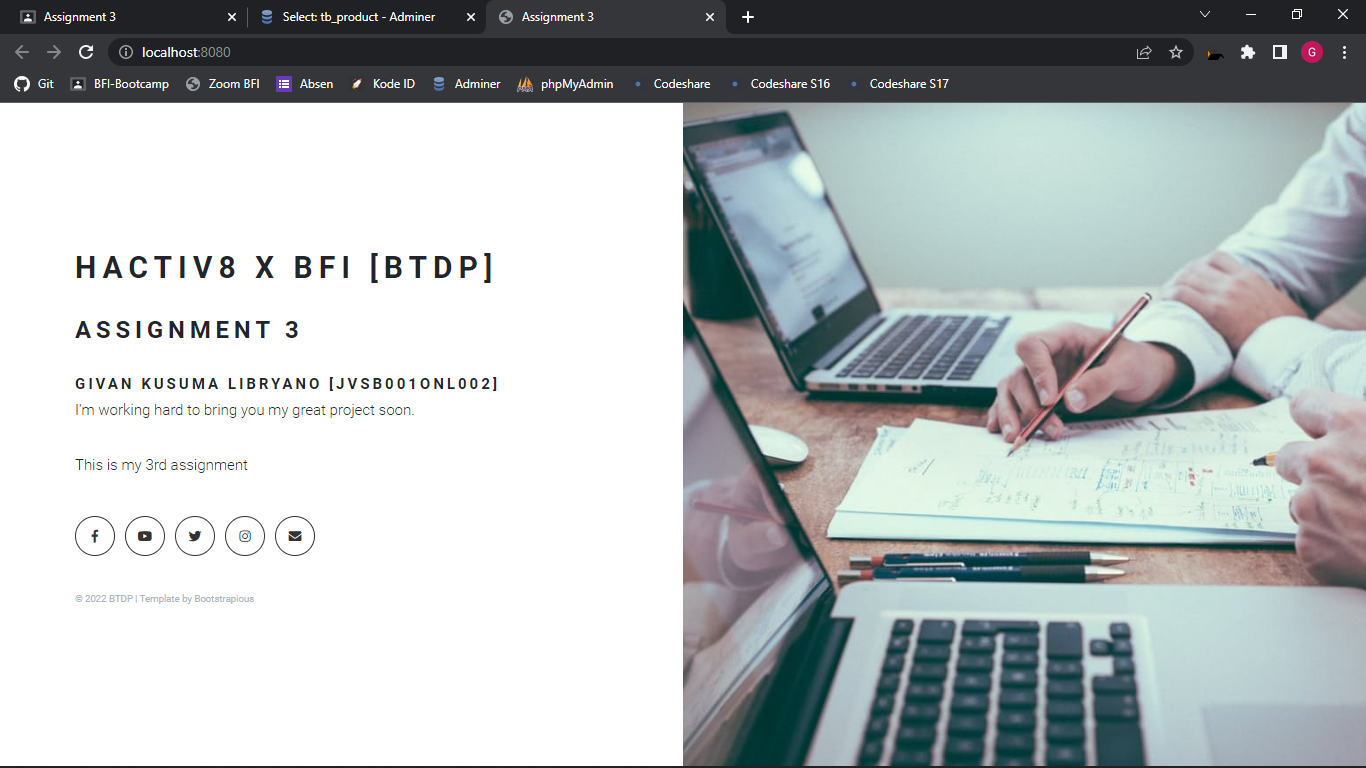 Assignment 3
Select: tb_product - Adminer
Assignment 3
localhost:8080
G
Git
BFI-Bootcamp
Zoom BFI
Absen
Kode ID
Adminer
phpMyAdmin
Codeshare
Codeshare S16
Codeshare S17
HACTIV8 X BFI [BTDP]
ASSIGNMENT 3
GIVAN KUSUMA LIBRYANO [JVSB001ONL002]
I'm working hard to bring you my great project soon.
This is my 3rd assignment
© 2022 BTDP | Template by Bootstrapious